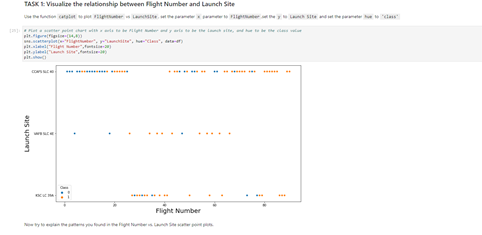 TASK 1: Visualize the relationship between Flight Number and Launch Site
Use the function catplot to plot FlightNumber vs LaunchSite, set the parameter x parameter to FlightNumber,set the y to Launch Site and set the parameter hue to 'class'
# Plot a scatter point chart with x axis to be Flight Number and y axis to be the launch site, and hue to be the class value
plt.figure(figsize=(14,8))
sns.scatterplot(x="FlightNumber", y="LaunchSite", hue="Class", data=df)
plt.xlabel("Flight Number",fontsize=20)
plt.ylabel("Launch Site",fontsize=20)
plt.show()
CCAFS SLC 40
VAFB SLC 4E
KSC LC 39A
Launch Site
Class
0
1
0 20 40 60 80
Flight Number
Now try to explain the patterns you found in the Flight Number vs. Launch Site scatter point plots.